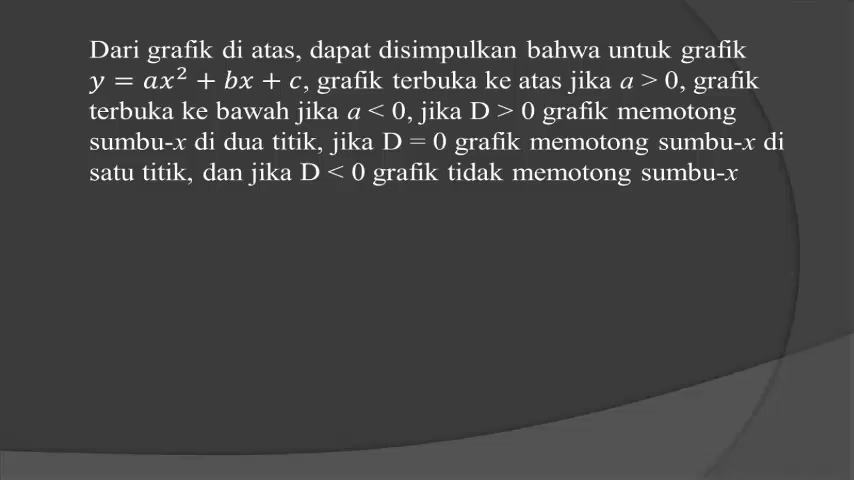 Dari grafik di atas, dapat disimpulkan bahwa untuk grafik
𝑦 = 𝑎𝑥² + 𝑏𝑥 + 𝑐, grafik terbuka ke atas jika a > 0, grafik
terbuka ke bawah jika a < 0, jika D > 0 grafik memotong
sumbu-x di dua titik, jika D = 0 grafik memotong sumbu-x di
satu titik, dan jika D < 0 grafik tidak memotong sumbu-x